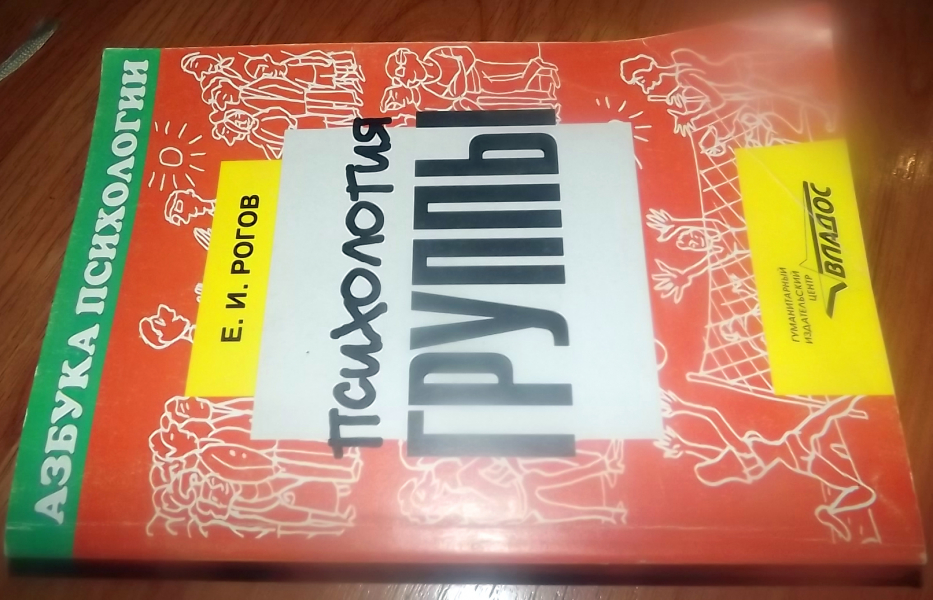 АЗБУКА ПСИХОЛОГИИ
Е. И. РОГОВ
ПСИХОЛОГИЯ
ГРУППЫ
ГУМАНИТАРНЫЙ
ИЗДАТЕЛЬСКИЙ
ЦЕНТР
ВЛАДОС